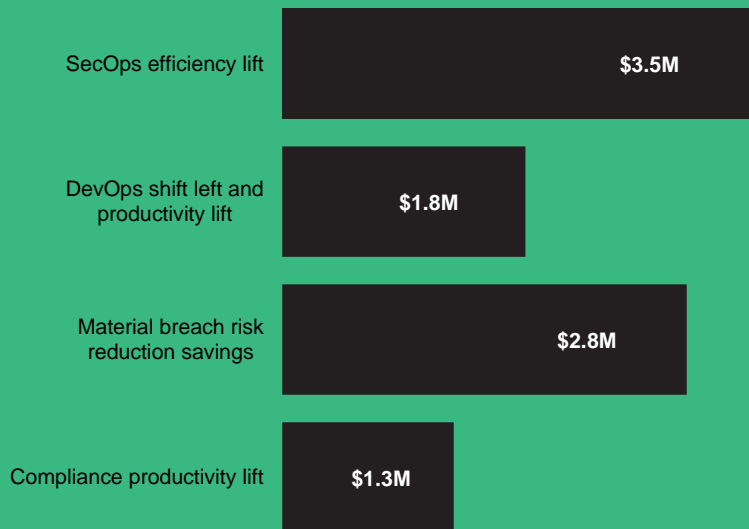 SecOps efficiency lift
$3.5M
DevOps shift left and
productivity lift
$1.8M
Material breach risk
reduction savings
$2.8M
Compliance productivity lift
$1.3M